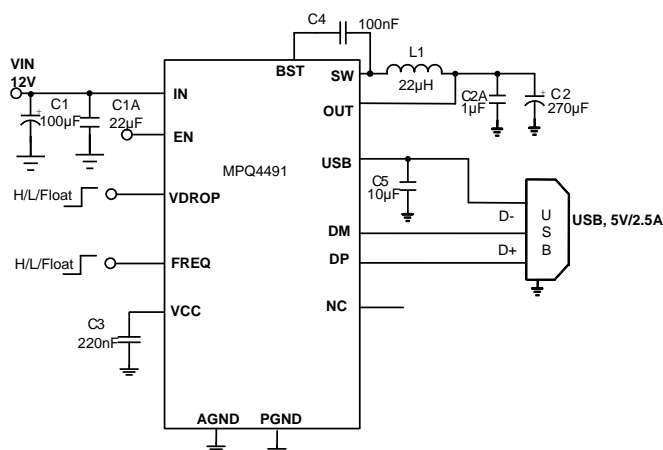 C4
100nF
VIN
12V
BST
SW
L1
22µH
IN
C1
100µF
C1A
22µF
OUT
C2A
1µF
C2
270µF
EN
MPQ4491
USB
C5
10µF
H/L/Float
VDROP
D-
DM
USB
USB, 5V/2.5A
H/L/Float
FREQ
D+
DP
VCC
NC
C3
220nF
AGND
PGND